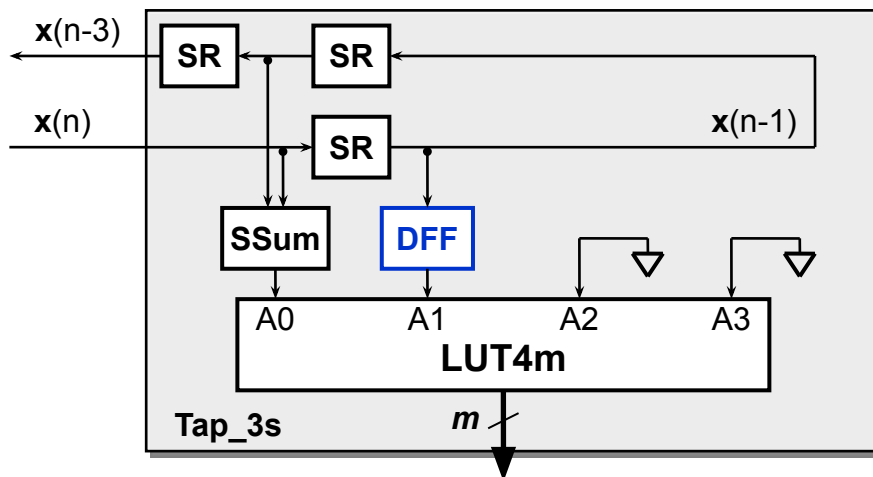 x(n-3)
SR
SR
x(n)
SR
x(n-1)
SSum
DFF
A0
A1
A2
A3
LUT4m
m
Tap_3s